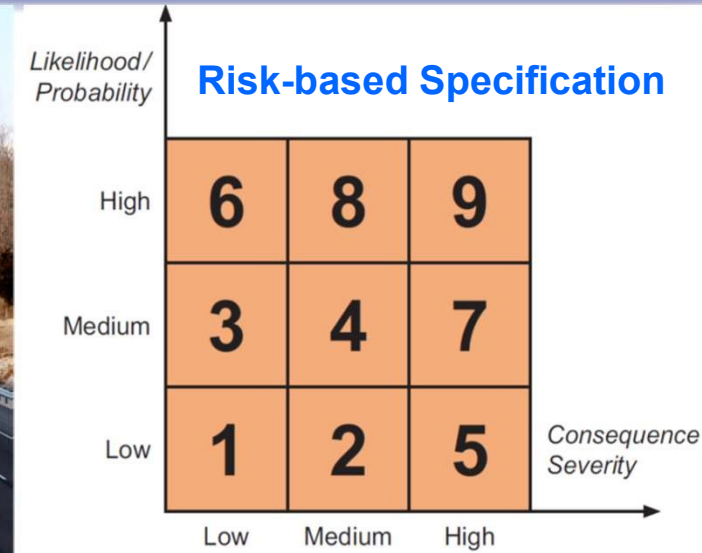 Likelihood/
Probability
Risk-based Specification
High 6 8 9
Medium 3 4 7
Low 1 2 5
Consequence
Severity
Low Medium High